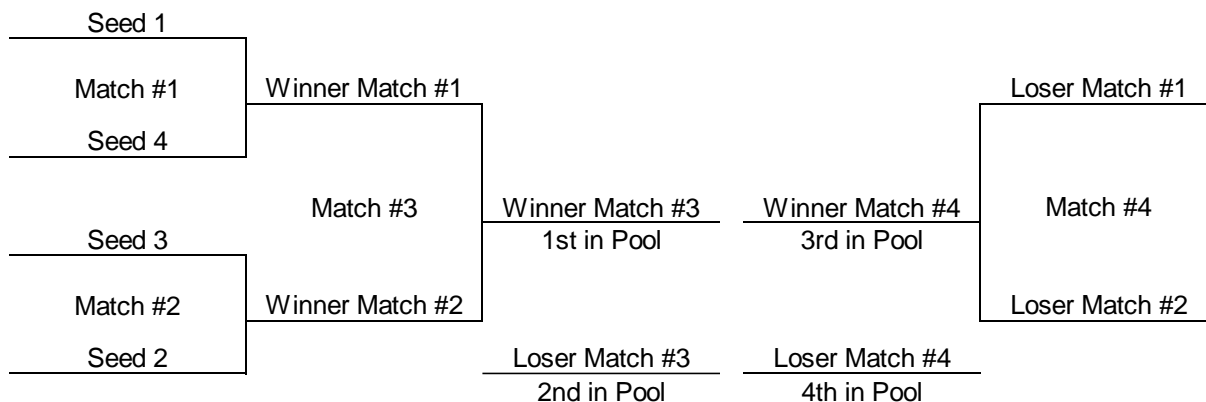 Seed 1
Match #1
Winner Match #1
Loser Match #1
Seed 4
Match #3
Winner Match #3
Winner Match #4
Match #4
1st in Pool
3rd in Pool
Seed 3
Match #2
Winner Match #2
Loser Match #2
Seed 2
Loser Match #3
Loser Match #4
2nd in Pool
4th in Pool